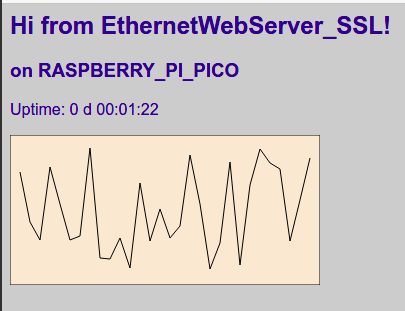 Hi from EthernetWebServer_SSL!
on RASPBERRY_PI_PICO
Uptime: 0 d 00:01:22